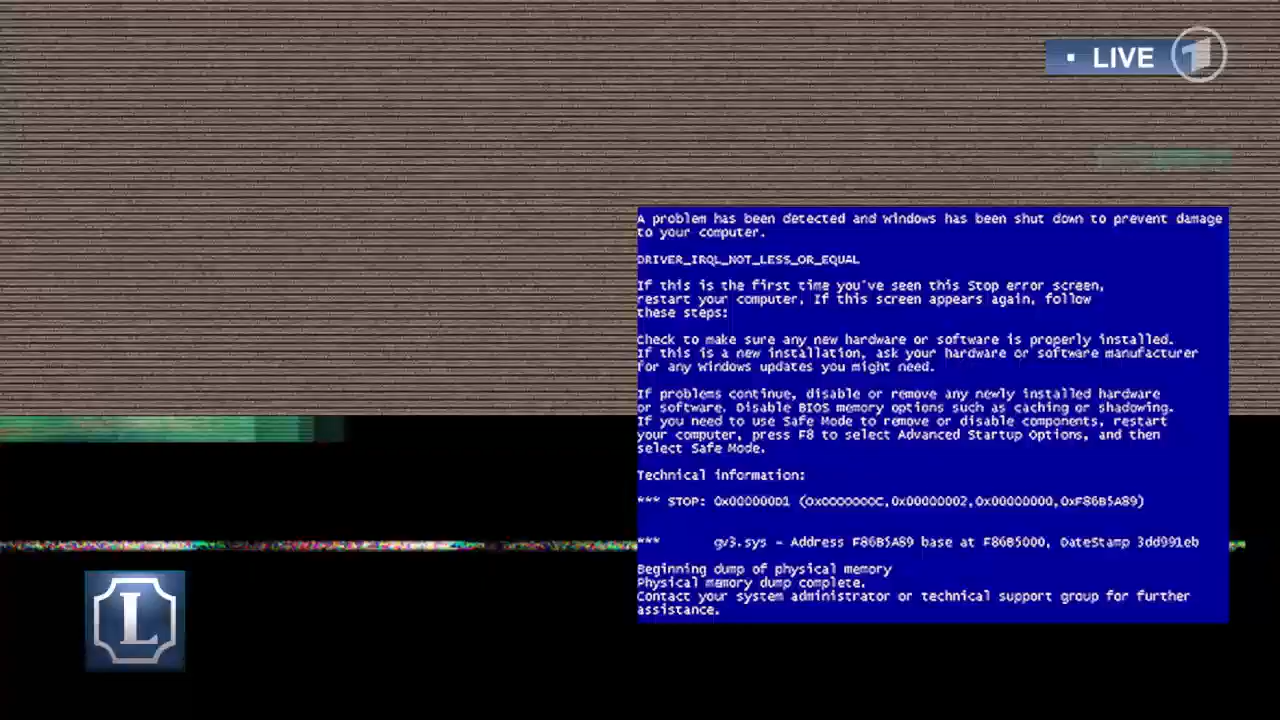 LIVE
1
A problem has been detected and windows has been shut down to prevent damage
to your computer.
DRIVER_IRQL_NOT_LESS_OR_EQUAL
If this is the first time you've seen this Stop error screen,
restart your computer, If this screen appears again, follow
these steps:
Check to make sure any new hardware or software is properly installed.
If this is a new installation, ask your hardware or software manufacturer
for any windows updates you might need.
If problems continue, disable or remove any newly installed hardware
or software. Disable BIOS memory options such as caching or shadowing.
If you need to use Safe Mode to remove or disable components, restart
your computer, press F8 to select Advanced Startup Options, and then
select Safe Mode.
Technical information:
*** STOP: 0x000000D1 (0x0000000C,0x00000002,0x00000000,0xF86B5A89)
*** gv3.sys - Address F86B5A89 base at F86B5000, DateStamp 3dd991eb
Beginning dump of physical memory
Physical memory dump complete.
Contact your system administrator or technical support group for further
assistance.
L